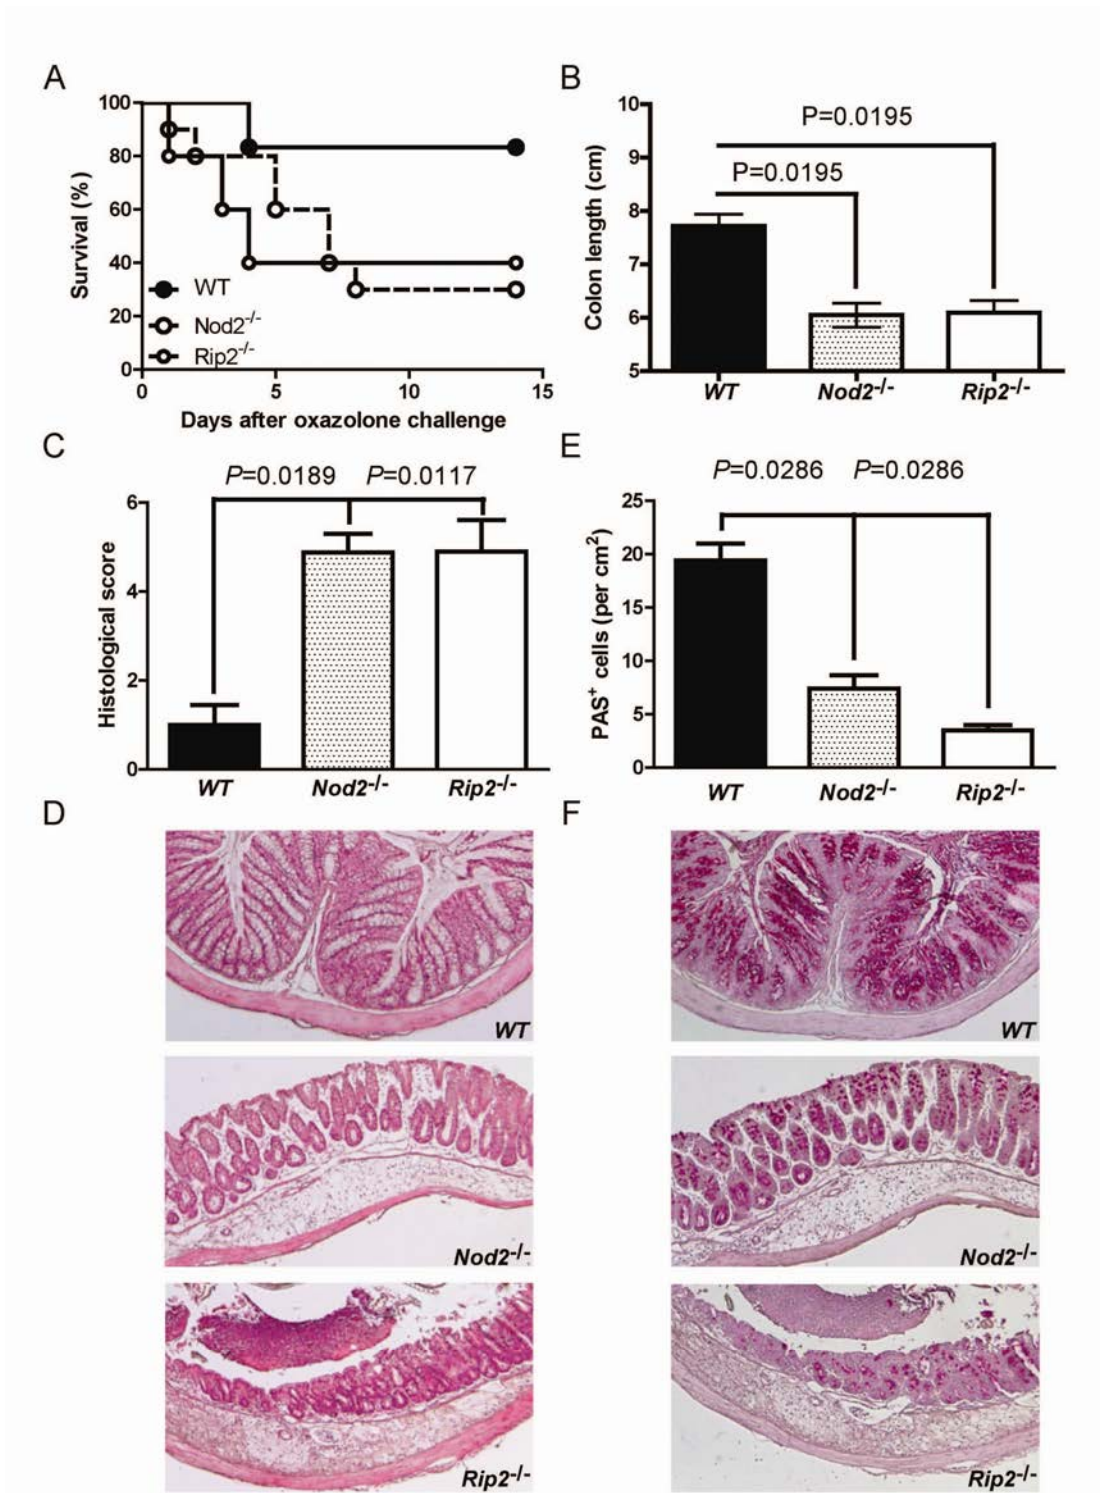 A
100
80
60
40
20
0
Survival (%)
WT
Nod2-/-
Rip2-/-
0 5 10 15
Days after oxazolone challenge
B
10
9
8
7
6
5
Colon length (cm)
P=0.0195
P=0.0195
WT Nod2-/- Rip2-/-
C
P=0.0189 P=0.0117
6
4
2
0
Histological score
WT Nod2-/- Rip2-/-
E
P=0.0286 P=0.0286
25
20
15
10
5
0
PAS+ cells (per cm2)
WT Nod2-/- Rip2-/-
D
WT
Nod2-/-
Rip2-/-
F
WT
Nod2-/-
Rip2-/-